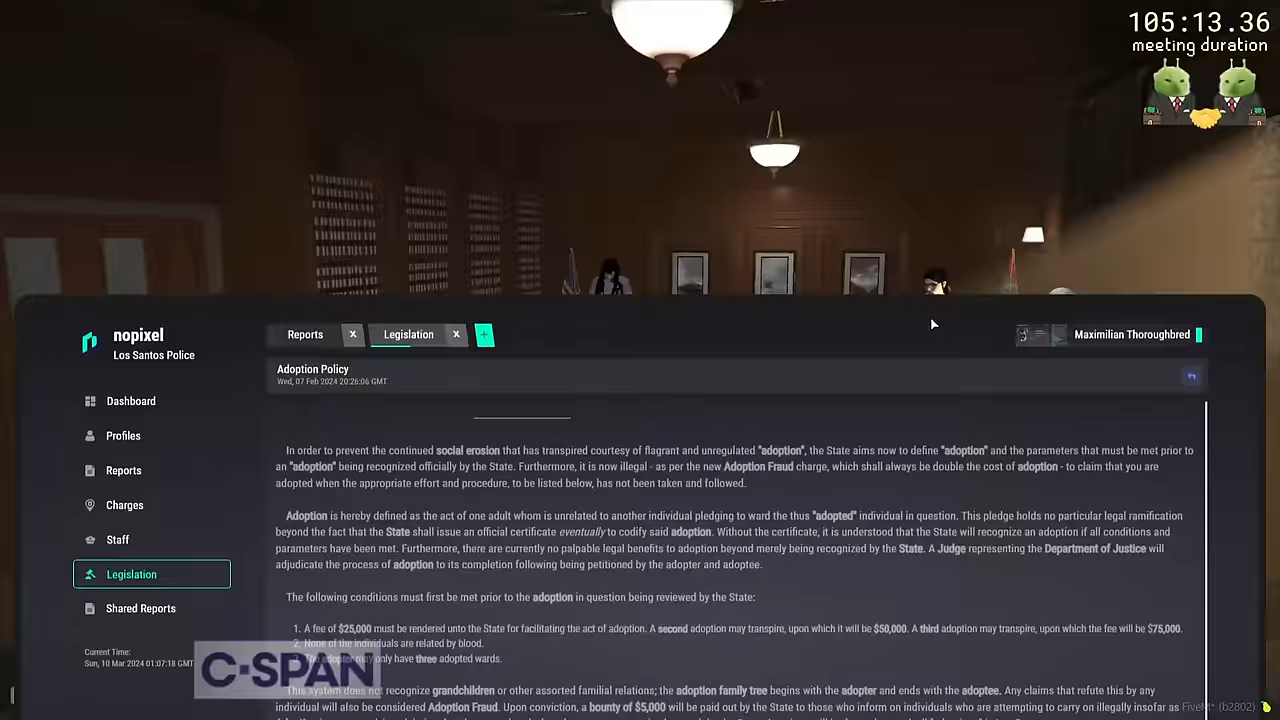 105:13.36
meeting duration
nopixel
Los Santos Police
Reports
Legislation
Maximilian Thoroughbred
Adoption Policy
Wed, 07 Feb 2024 20:26:06 GMT
Dashboard
Profiles
Reports
Charges
Staff
Legislation
Shared Reports
Current Time:
Sun, 10 Mar 2024 01:07:18 GMT
In order to prevent the continued social erosion that has transpired courtesy of flagrant and unregulated "adoption", the State aims now to define "adoption" and the parameters that must be met prior to
an "adoption" being recognized officially by the State. Furthermore, it is now illegal - as per the new Adoption Fraud charge, which shall always be double the cost of adoption - to claim that you are
adopted when the appropriate effort and procedure, to be listed below, has not been taken and followed.
Adoption is hereby defined as the act of one adult whom is unrelated to another individual pledging to ward the thus "adopted" individual in question. This pledge holds no particular legal ramification
beyond the fact that the State shall issue an official certificate eventually to codify said adoption. Without the certificate, it is understood that the State will recognize an adoption if all conditions and
parameters have been met. Furthermore, there are currently no palpable legal benefits to adoption beyond merely being recognized by the State. A Judge representing the Department of Justice will
adjudicate the process of adoption to its completion following being petitioned by the adopter and adoptee.
The following conditions must first be met prior to the adoption in question being reviewed by the State:
1. A fee of $25,000 must be rendered unto the State for facilitating the act of adoption. A second adoption may transpire, upon which it will be $50,000. A third adoption may transpire, upon which the fee will be $75,000.
2. None of the individuals are related by blood.
3. The adopter may only have three adopted wards.
C-SPAN
This system does not recognize grandchildren or other assorted familial relations; the adoption family tree begins with the adopter and ends with the adoptee. Any claims that refute this by any
individual will also be considered Adoption Fraud. Upon conviction, a bounty of $5,000 will be paid out by the State to those who inform on individuals who are attempting to carry on illegally insofar as
FiveM* (b2802)